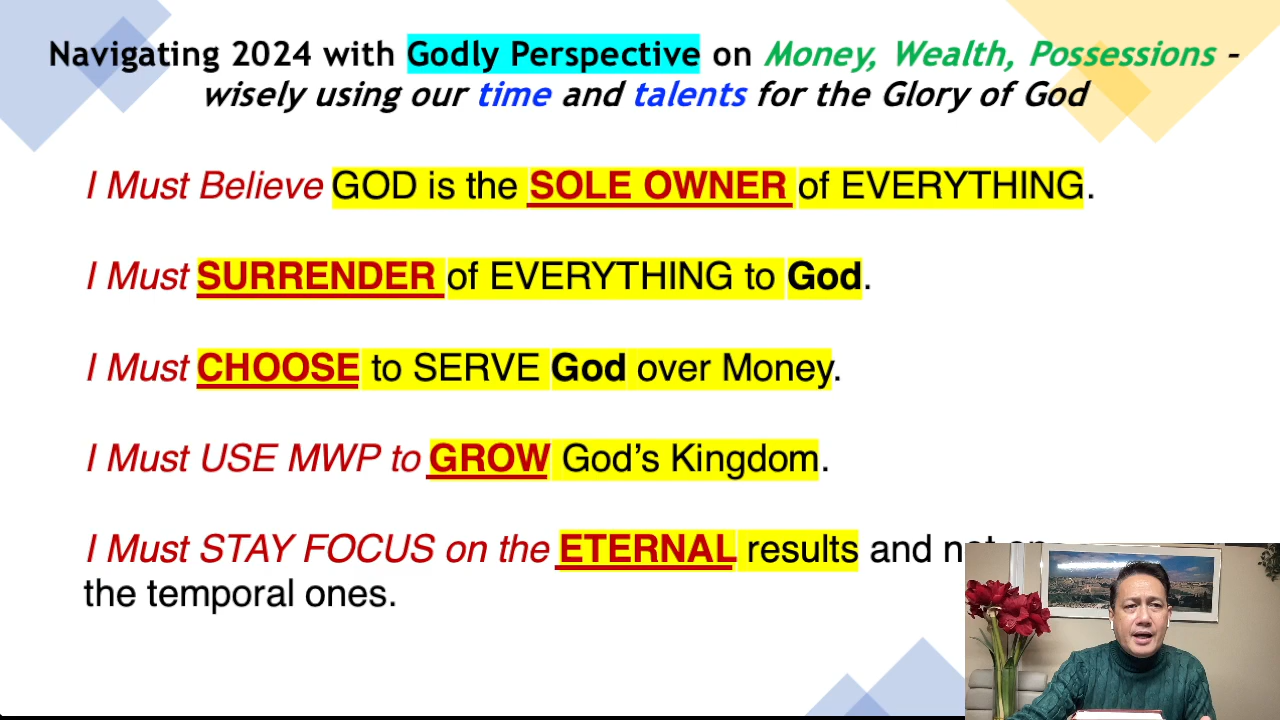 Navigating 2024 with Godly Perspective on Money, Wealth, Possessions -
wisely using our time and talents for the Glory of God
I Must Believe GOD is the SOLE OWNER of EVERYTHING.
I Must SURRENDER of EVERYTHING to God.
I Must CHOOSE to SERVE God over Money.
I Must USE MWP to GROW God's Kingdom.
I Must STAY FOCUS on the ETERNAL results and
the temporal ones.